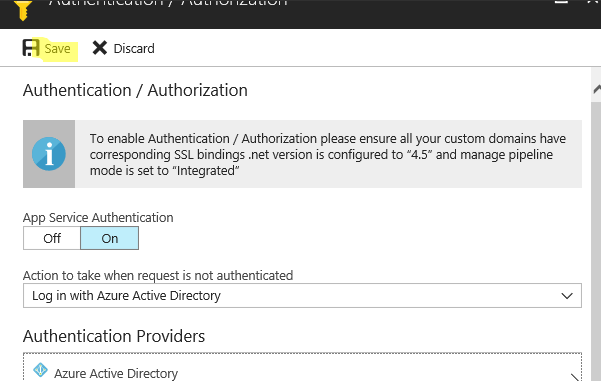 Authentication / Authorization
Save
Discard
Authentication / Authorization
To enable Authentication / Authorization please ensure all your custom domains have
corresponding SSL bindings .net version is configured to "4.5" and manage pipeline
mode is set to "Integrated"
App Service Authentication
Off
On
Action to take when request is not authenticated
Log in with Azure Active Directory
Authentication Providers
Azure Active Directory